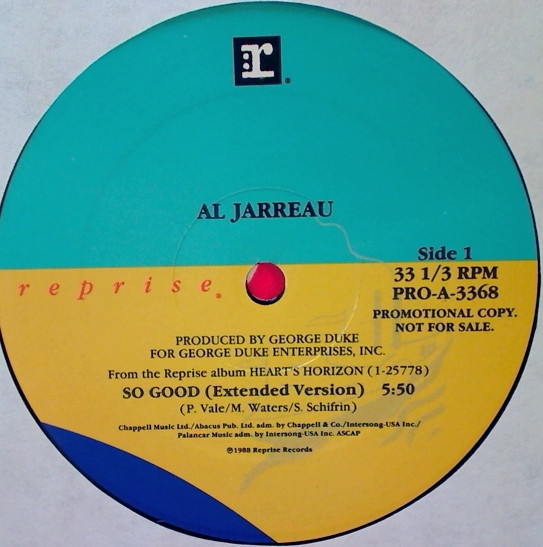 r
AL JARREAU
Side 1
33 1/3 RPM
PRO-A-3368
reprise®
PROMOTIONAL COPY.
NOT FOR SALE.
PRODUCED BY GEORGE DUKE
FOR GEORGE DUKE ENTERPRISES, INC.
From the Reprise album HEART'S HORIZON (1-25778)
SO GOOD (Extended Version) 5:50
(P. Vale/M. Waters/S. Schifrin)
Chappell Music Ltd./Abacus Pub. Ltd. adm. by Chappell & Co./Intersong-USA Inc./
Palancar Music adm. by Intersong-USA Inc. ASCAP
℗1988 Reprise Records